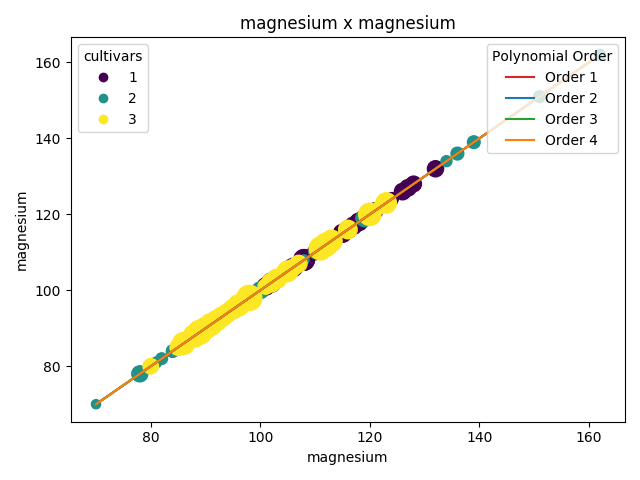 magnesium x magnesium
cultivars
1
2
3
Polynomial Order
Order 1
Order 2
Order 3
Order 4
160
140
120
100
80
magnesium
80 100 120 140 160
magnesium